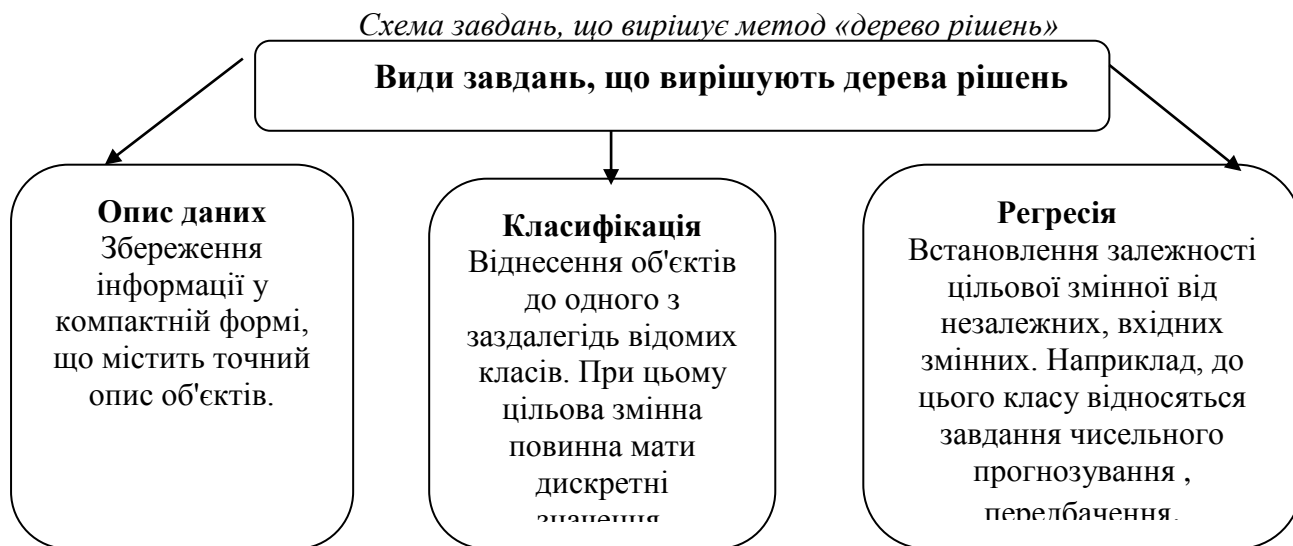 Схема завдань, що вирішує метод «дерево рішень»
Види завдань, що вирішують дерева рішень
Опис даних
Збереження
інформації у
компактній формі,
що містить точний
опис об'єктів.
Класифікація
Віднесення об'єктів
до одного з
заздалегідь відомих
класів. При цьому
цільова змінна
повинна мати
дискретні
значення
Регресія
Встановлення залежності
цільової змінної від
незалежних, вхідних
змінних. Наприклад, до
цього класу відносяться
завдання чисельного
прогнозування ,
передбачення.